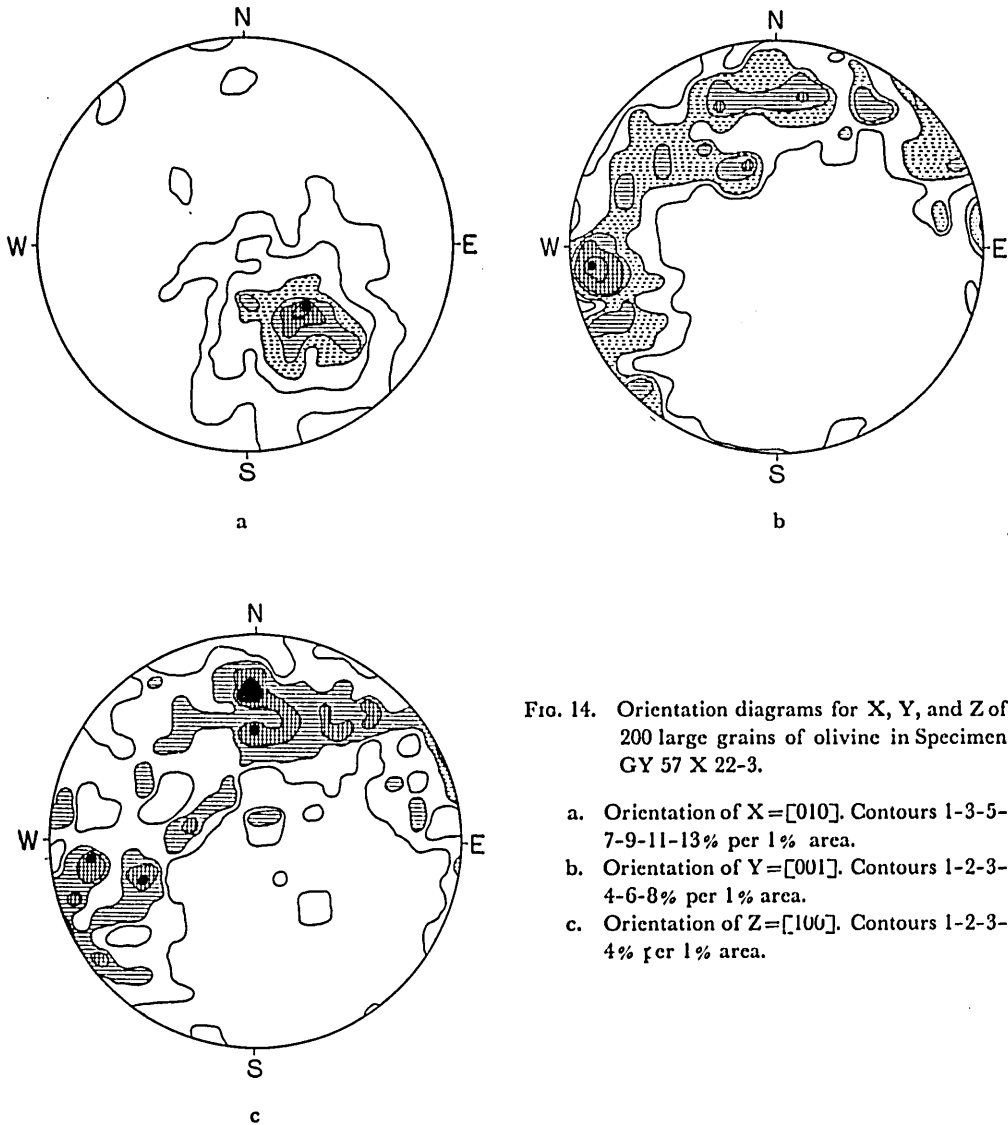 N
W
E
S
a
N
W
E
S
b
N
W
E
S
c
FIG. 14. Orientation diagrams for X, Y, and Z of
200 large grains of olivine in Specimen
GY 57 X 22-3.
a. Orientation of X=[010]. Contours 1-3-5-
7-9-11-13% per 1% area.
b. Orientation of Y=[001]. Contours 1-2-3-
4-6-8% per 1% area.
c. Orientation of Z=[100]. Contours 1-2-3-
4% per 1% area.